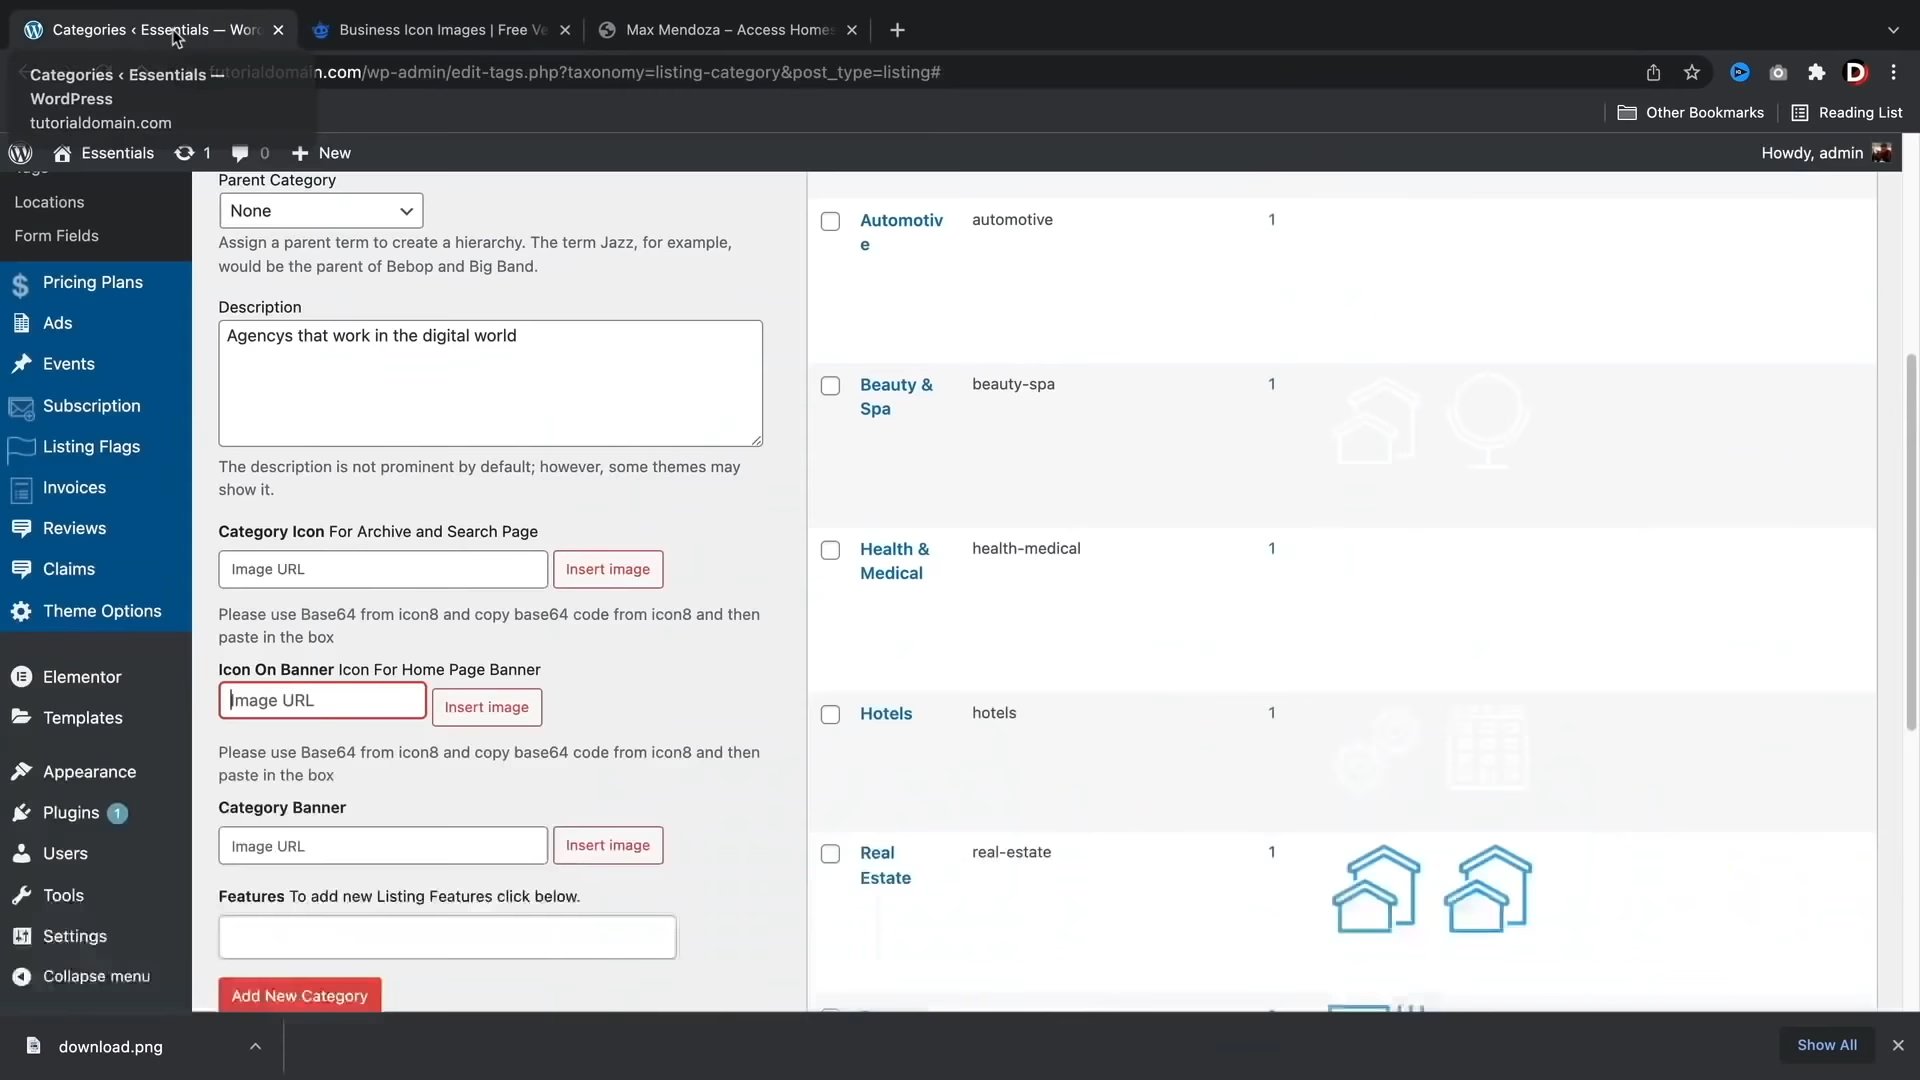 Categories ‹ Essentials — Wor
Business Icon Images | Free Ve
Max Mendoza – Access Home
Categories ‹ Essentials —
WordPress
tutorialdomain.com
tutorialdomain.com/wp-admin/edit-tags.php?taxonomy=listing-category&post_type=listing#
Other Bookmarks
Reading List
Essentials
1
0
New
Howdy, admin
Tags
Locations
Form Fields
Pricing Plans
Ads
Events
Subscription
Listing Flags
Invoices
Reviews
Claims
Theme Options
Elementor
Templates
Appearance
Plugins 1
Users
Tools
Settings
Collapse menu
Parent Category
None
Assign a parent term to create a hierarchy. The term Jazz, for example,
would be the parent of Bebop and Big Band.
Description
Agencys that work in the digital world
The description is not prominent by default; however, some themes may
show it.
Category Icon For Archive and Search Page
Image URL
Insert image
Please use Base64 from icon8 and copy base64 code from icon8 and then
paste in the box
Icon On Banner Icon For Home Page Banner
Image URL
Insert image
Please use Base64 from icon8 and copy base64 code from icon8 and then
paste in the box
Category Banner
Image URL
Insert image
Features To add new Listing Features click below.
Add New Category
Automotiv
e
automotive
1
Beauty &
Spa
beauty-spa
1
Health &
Medical
health-medical
1
Hotels
hotels
1
Real
Estate
real-estate
1
download.png
Show All